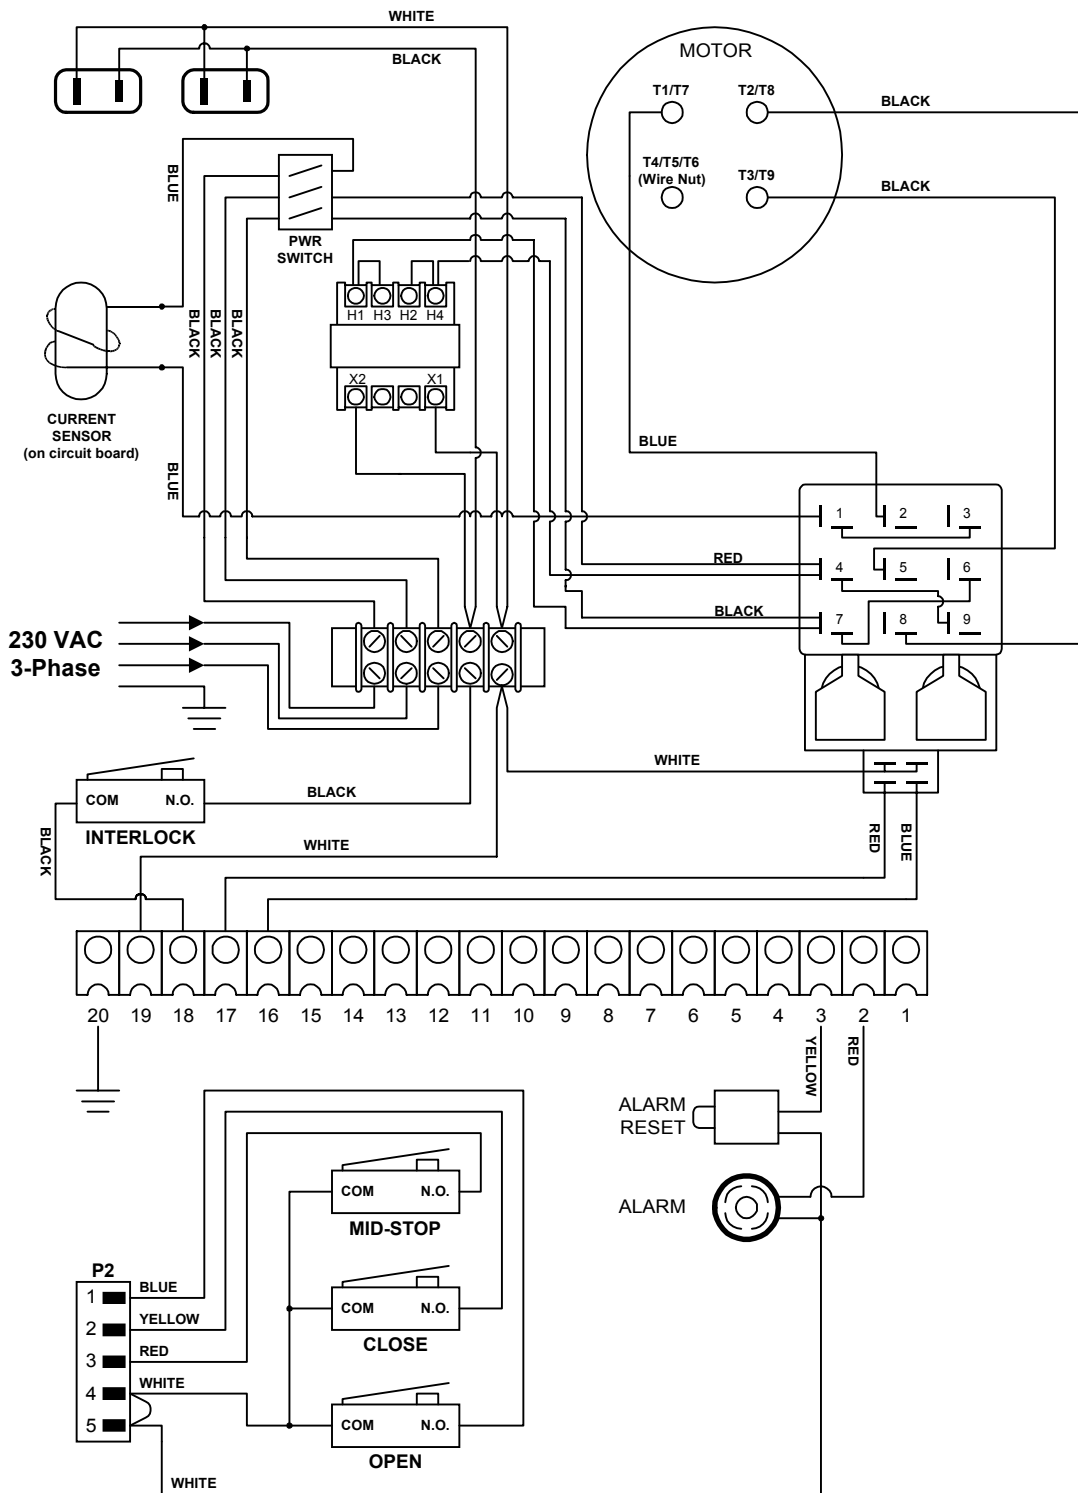 WHITE
BLACK
MOTOR
T1/T7
T2/T8
BLACK
T4/T5/T6
(Wire Nut)
T3/T9
BLACK
BLUE
PWR
SWITCH
BLACK
BLACK
BLACK
H1 H3 H2 H4
X2 X1
CURRENT
SENSOR
(on circuit board)
BLUE
BLUE
1 2 3
RED
4 5 6
BLACK
7 8 9
230 VAC
3-Phase
WHITE
COM N.O.
BLACK
INTERLOCK
BLACK
WHITE
RED
BLUE
20 19 18 17 16 15 14 13 12 11 10 9 8 7 6 5 4 3 2 1
YELLOW
RED
ALARM
RESET
COM N.O.
MID-STOP
ALARM
P2
1 BLUE
2 YELLOW
COM N.O.
CLOSE
3 RED
4 WHITE
5
COM N.O.
OPEN
WHITE